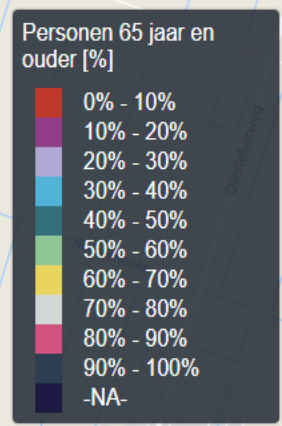 Personen 65 jaar en
ouder [%]
0% - 10%
10% - 20%
20% - 30%
30% - 40%
40% - 50%
50% - 60%
60% - 70%
70% - 80%
80% - 90%
90% - 100%
-NA-
Oterlekerweg